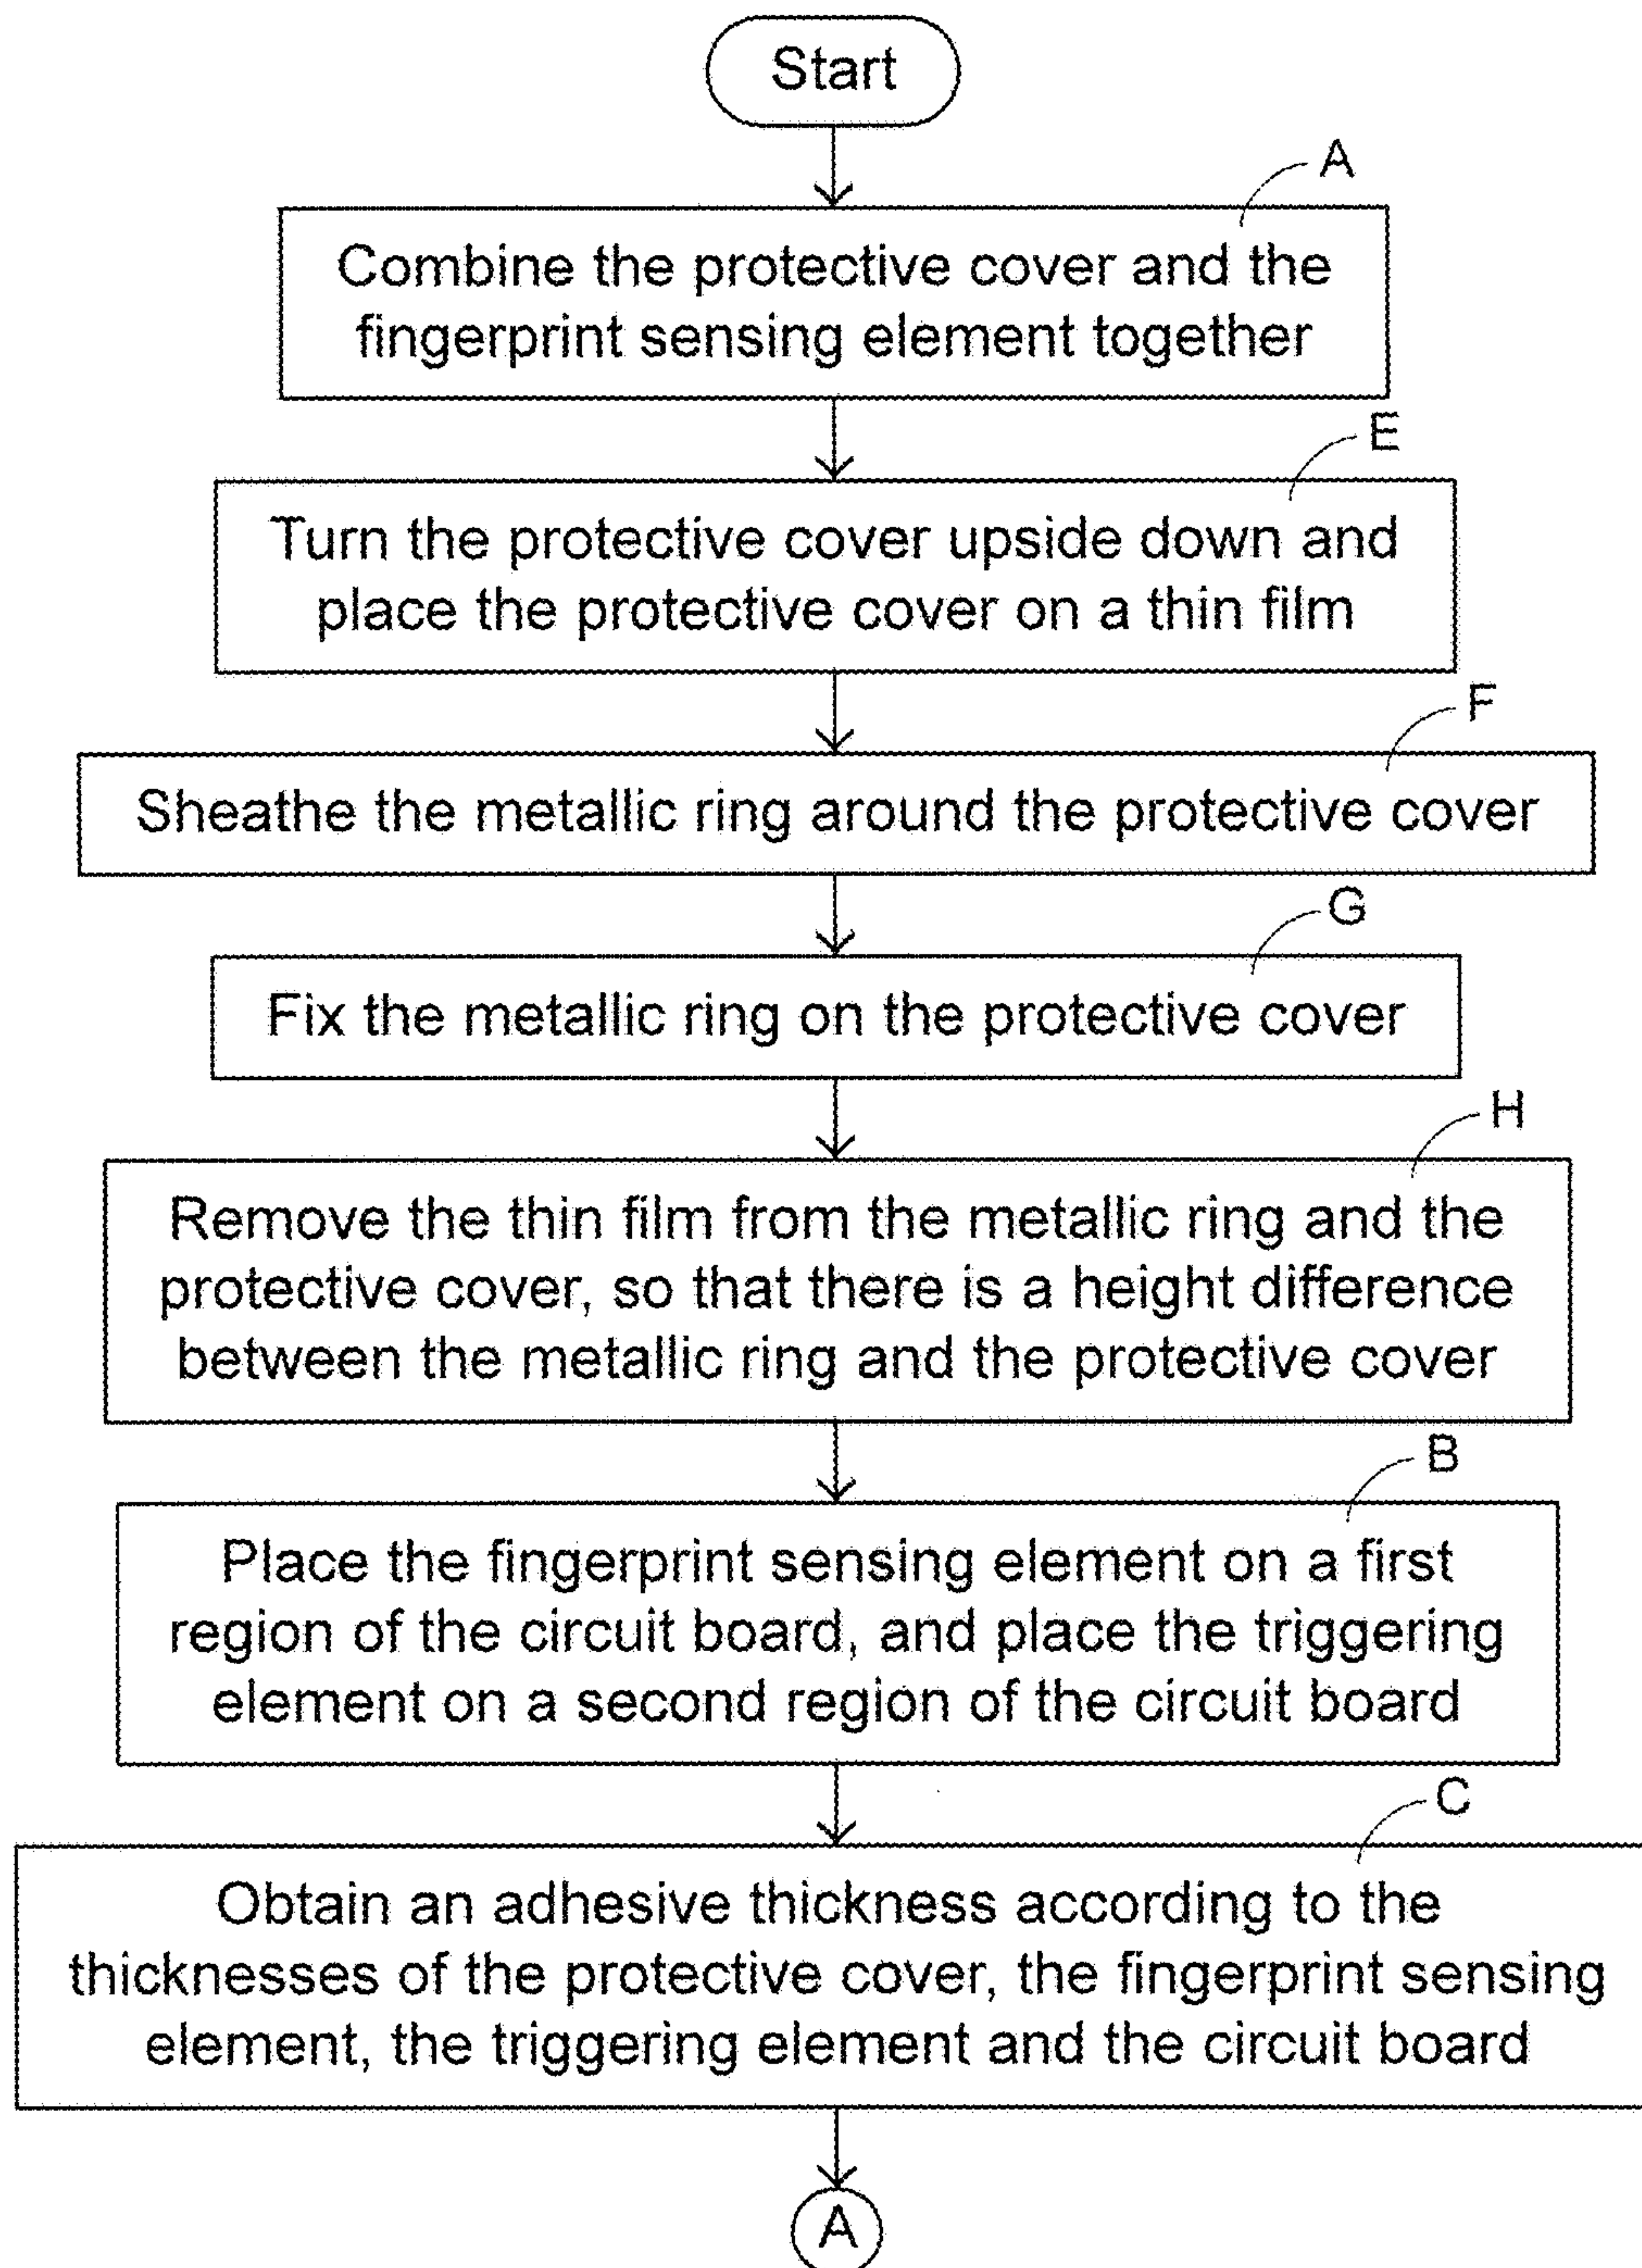 Start
A
Combine the protective cover and the
fingerprint sensing element together
E
Turn the protective cover upside down and
place the protective cover on a thin film
F
Sheathe the metallic ring around the protective cover
G
Fix the metallic ring on the protective cover
H
Remove the thin film from the metallic ring and the
protective cover, so that there is a height difference
between the metallic ring and the protective cover
B
Place the fingerprint sensing element on a first
region of the circuit board, and place the triggering
element on a second region of the circuit board
C
Obtain an adhesive thickness according to the
thicknesses of the protective cover, the fingerprint sensing
element, the triggering element and the circuit board
A